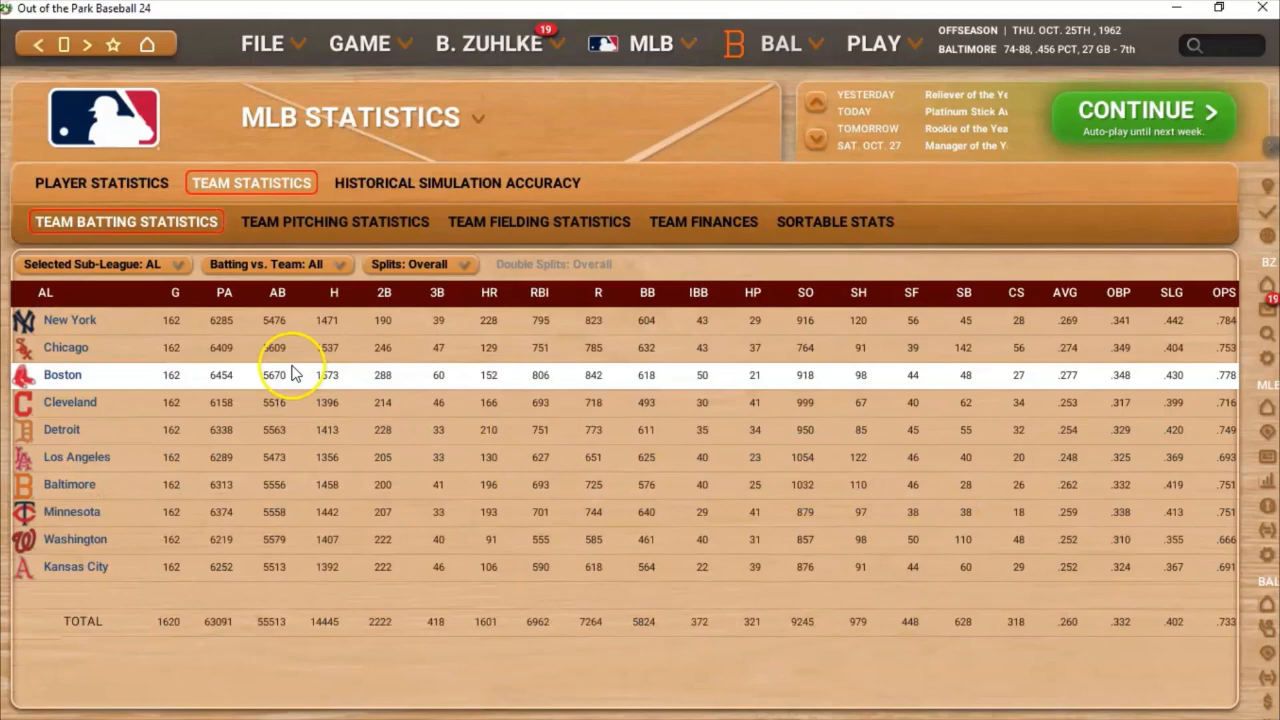 Out of the Park Baseball 24
FILE GAME B. ZUHLKE 19 MLB BAL PLAY
OFFSEASON | THU. OCT. 25TH , 1962
BALTIMORE 74-88, .456 PCT, 27 GB - 7th
MLB STATISTICS
YESTERDAY Reliever of the Ye
TODAY Platinum Stick A
TOMORROW Rookie of the Yea
SAT. OCT. 27 Manager of the Y
CONTINUE
Auto-play until next week.
PLAYER STATISTICS TEAM STATISTICS HISTORICAL SIMULATION ACCURACY
TEAM BATTING STATISTICS TEAM PITCHING STATISTICS TEAM FIELDING STATISTICS TEAM FINANCES SORTABLE STATS
Selected Sub-League: AL Batting vs. Team: All Splits: Overall Double Splits: Overall
AL G PA AB H 2B 3B HR RBI R BB IBB HP SO SH SF SB CS AVG OBP SLG OPS
New York 162 6285 5476 1471 190 39 228 795 823 604 43 29 916 120 56 45 28 .269 .341 .442 .784
Chicago 162 6409 5609 1537 246 47 129 751 785 632 43 37 764 91 39 142 56 .274 .349 .404 .753
Boston 162 6454 5670 1573 288 60 152 806 842 618 50 21 918 98 44 48 27 .277 .348 .430 .778
Cleveland 162 6158 5516 1396 214 46 166 693 718 493 30 41 999 67 40 62 34 .253 .317 .399 .716
Detroit 162 6338 5563 1413 228 33 210 751 773 611 35 34 950 85 45 55 32 .254 .329 .420 .749
Los Angeles 162 6289 5473 1356 205 33 130 627 651 625 40 23 1054 122 46 40 20 .248 .325 .369 .693
Baltimore 162 6313 5556 1458 200 41 196 693 725 576 40 25 1032 110 46 28 26 .262 .332 .419 .751
Minnesota 162 6374 5558 1442 207 33 193 701 744 640 29 41 879 97 38 38 18 .259 .338 .413 .751
Washington 162 6219 5579 1407 222 40 91 555 585 461 40 31 857 98 50 110 48 .252 .310 .355 .666
Kansas City 162 6252 5513 1392 222 46 106 590 618 564 22 39 876 91 44 60 29 .252 .324 .367 .691
TOTAL 1620 63091 55513 14445 2222 418 1601 6962 7264 5824 372 321 9245 979 448 628 318 .260 .332 .402 .733
BZ
19
MLB
BAL